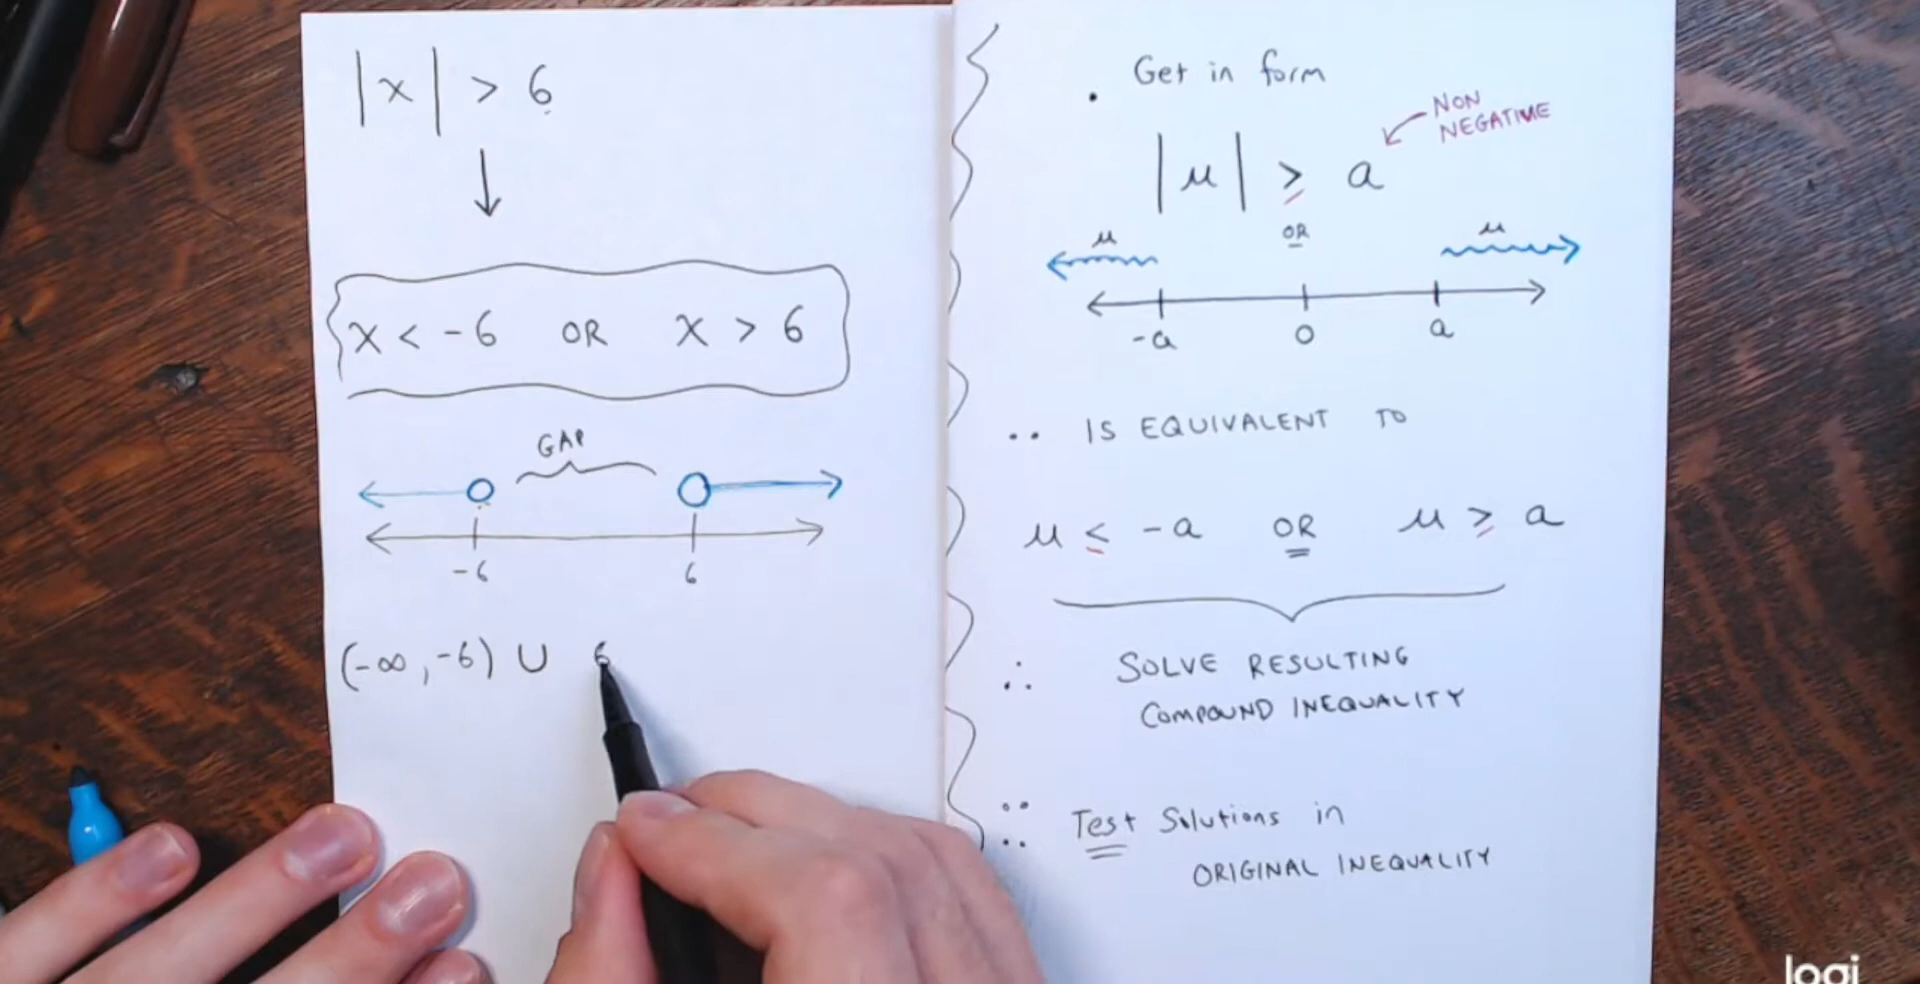 |x| > 6
x < -6 OR x > 6
GAP
-6 6
(-∞, -6) ∪ 6
• Get in form
NON
NEGATIVE
|u| ≥ a
u OR u
-a 0 a
•• IS EQUIVALENT TO
u ≤ -a OR u ≥ a
SOLVE RESULTING
COMPOUND INEQUALITY
Test Solutions in
ORIGINAL INEQUALITY
logi